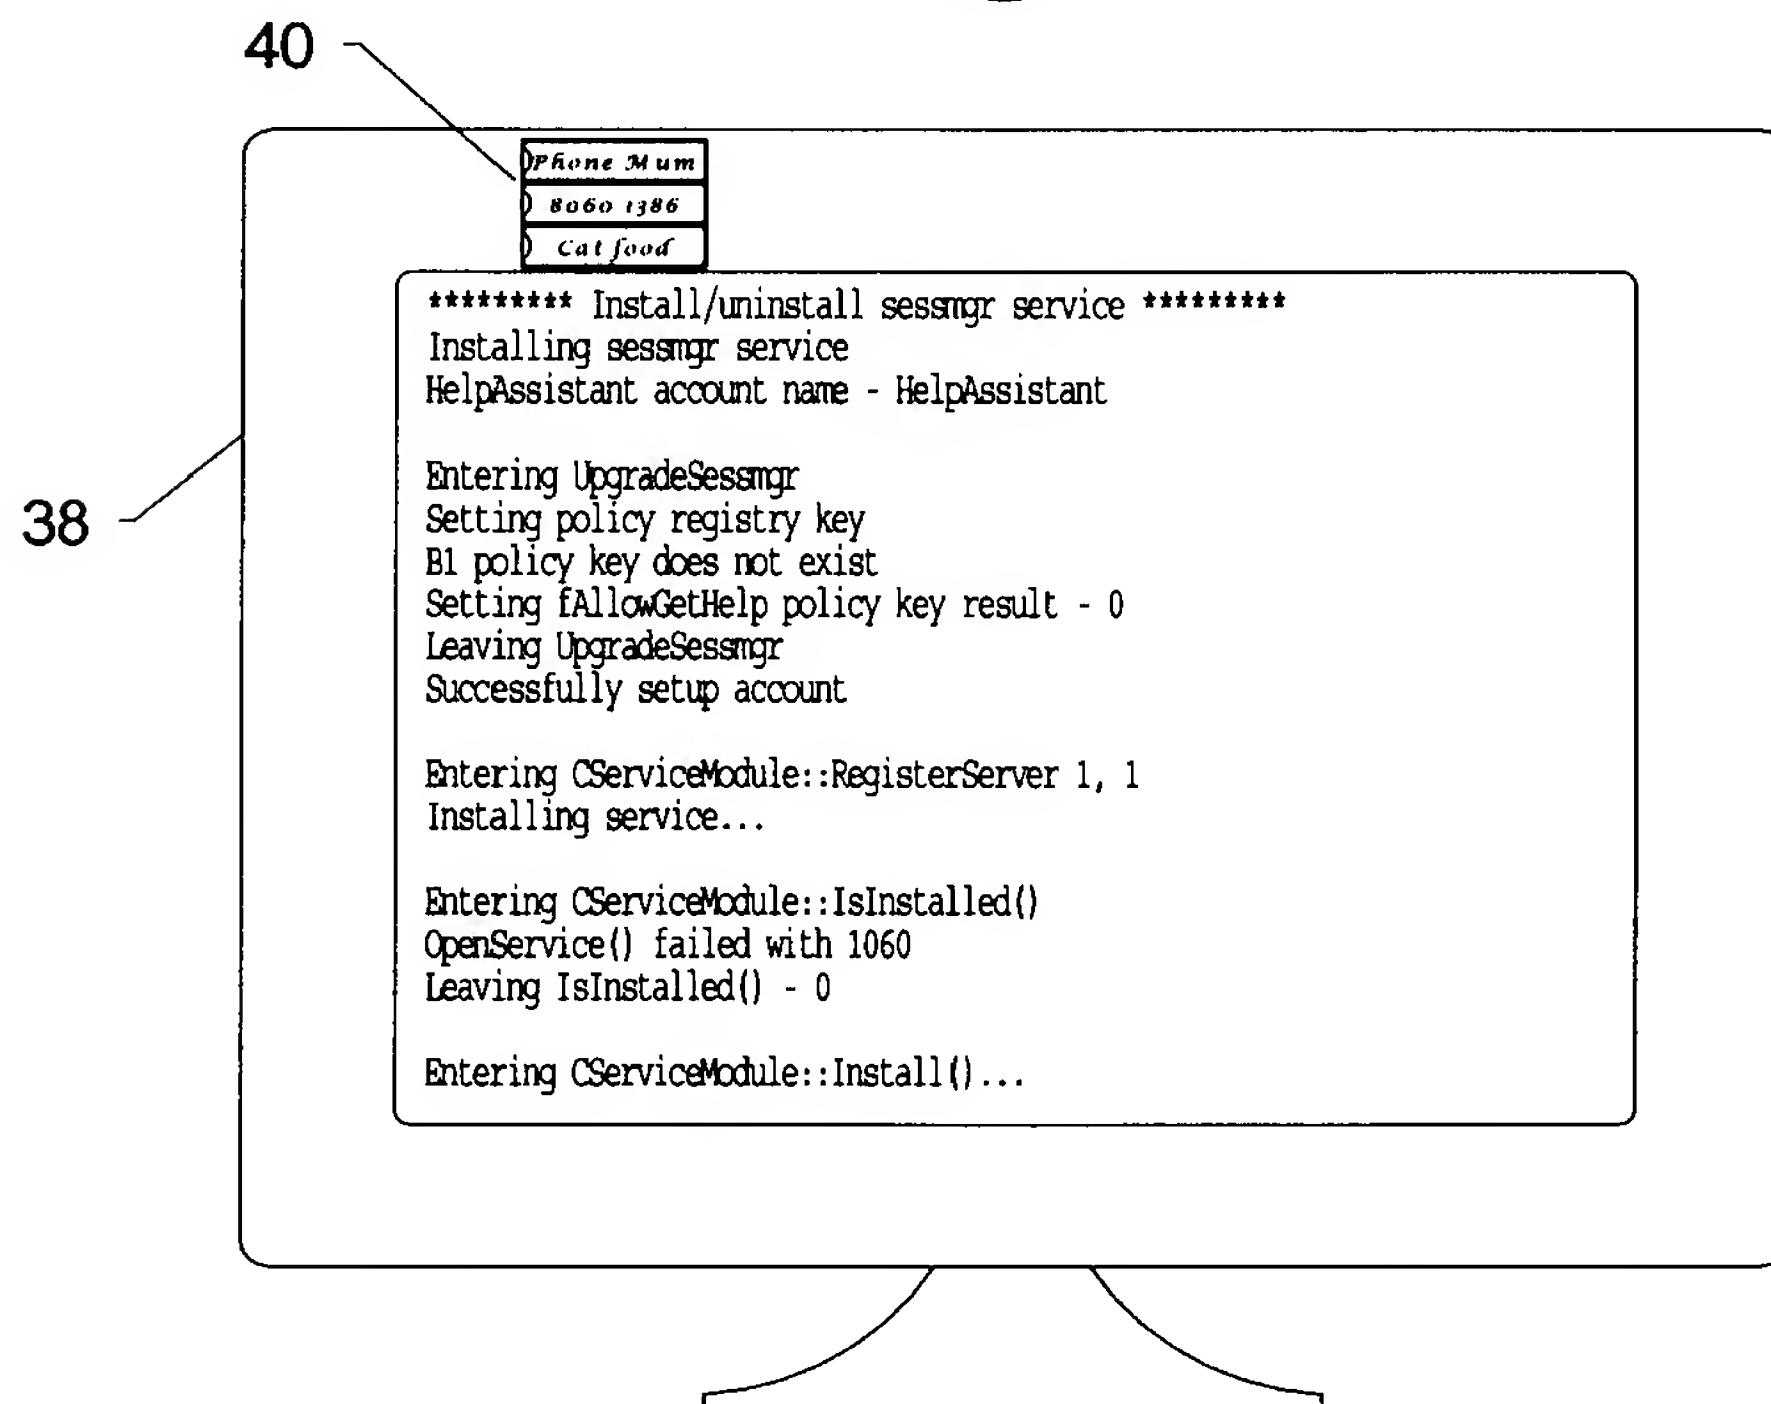 40
Phone Mum
8060 1386
Cat food
********* Install/uninstall sessmgr service *********
Installing sessmgr service
HelpAssistant account name - HelpAssistant
Entering UpgradeSessmgr
38
Setting policy registry key
B1 policy key does not exist
Setting fAllowGetHelp policy key result - 0
Leaving UpgradeSessmgr
Successfully setup account
Entering CServiceModule::RegisterServer 1, 1
Installing service...
Entering CServiceModule::IsInstalled()
OpenService() failed with 1060
Leaving IsInstalled() - 0
Entering CServiceModule::Install()...